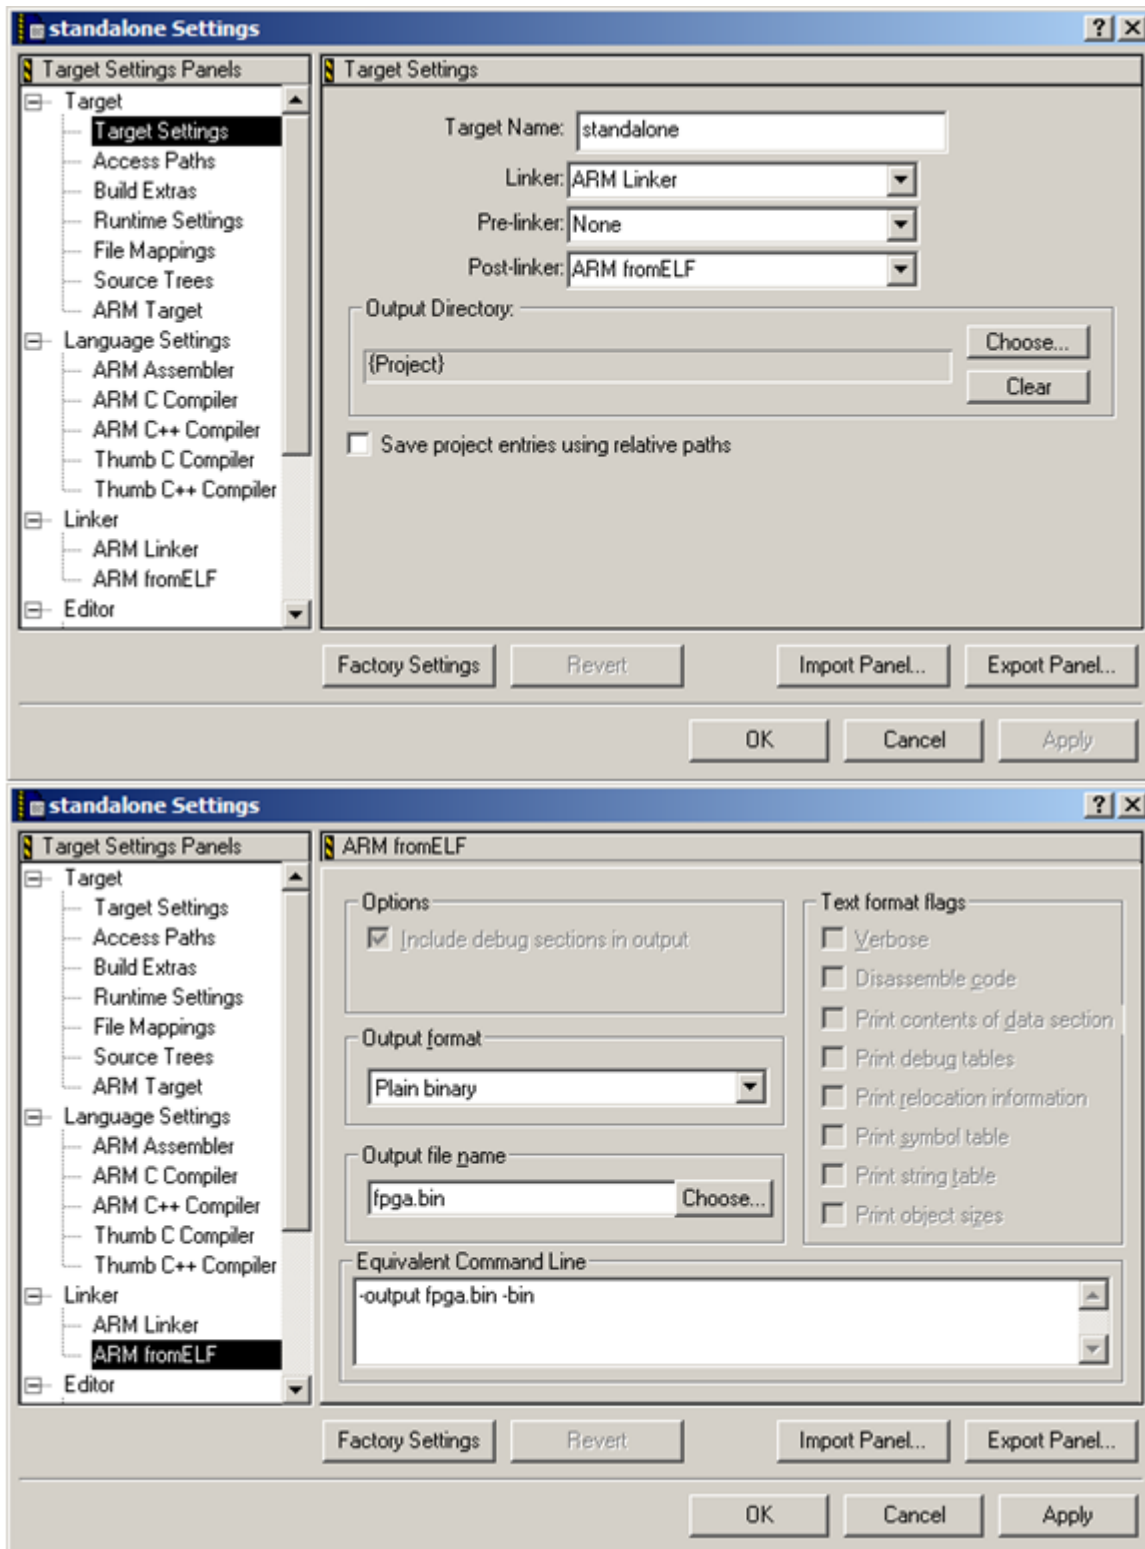 standalone Settings
Target Settings Panels
Target
Target Settings
Access Paths
Build Extras
Runtime Settings
File Mappings
Source Trees
ARM Target
Language Settings
ARM Assembler
ARM C Compiler
ARM C++ Compiler
Thumb C Compiler
Thumb C++ Compiler
Linker
ARM Linker
ARM fromELF
Editor
Target Settings
Target Name: standalone
Linker: ARM Linker
Pre-linker: None
Post-linker: ARM fromELF
Output Directory:
{Project}
Choose...
Clear
Save project entries using relative paths
Factory Settings Revert Import Panel... Export Panel...
OK Cancel Apply
standalone Settings
Target Settings Panels
Target
Target Settings
Access Paths
Build Extras
Runtime Settings
File Mappings
Source Trees
ARM Target
Language Settings
ARM Assembler
ARM C Compiler
ARM C++ Compiler
Thumb C Compiler
Thumb C++ Compiler
Linker
ARM Linker
ARM fromELF
Editor
ARM fromELF
Options
Include debug sections in output
Output format
Plain binary
Output file name
fpga.bin Choose...
Text format flags
Verbose
Disassemble code
Print contents of data section
Print debug tables
Print relocation information
Print symbol table
Print string table
Print object sizes
Equivalent Command Line
-output fpga.bin -bin
Factory Settings Revert Import Panel... Export Panel...
OK Cancel Apply